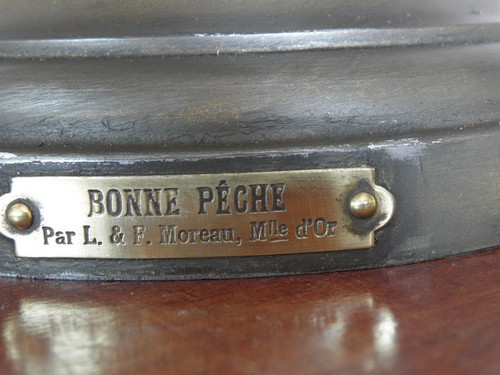 BONNE PÊCHE
Par L. & F. Moreau, Mlle d'Or